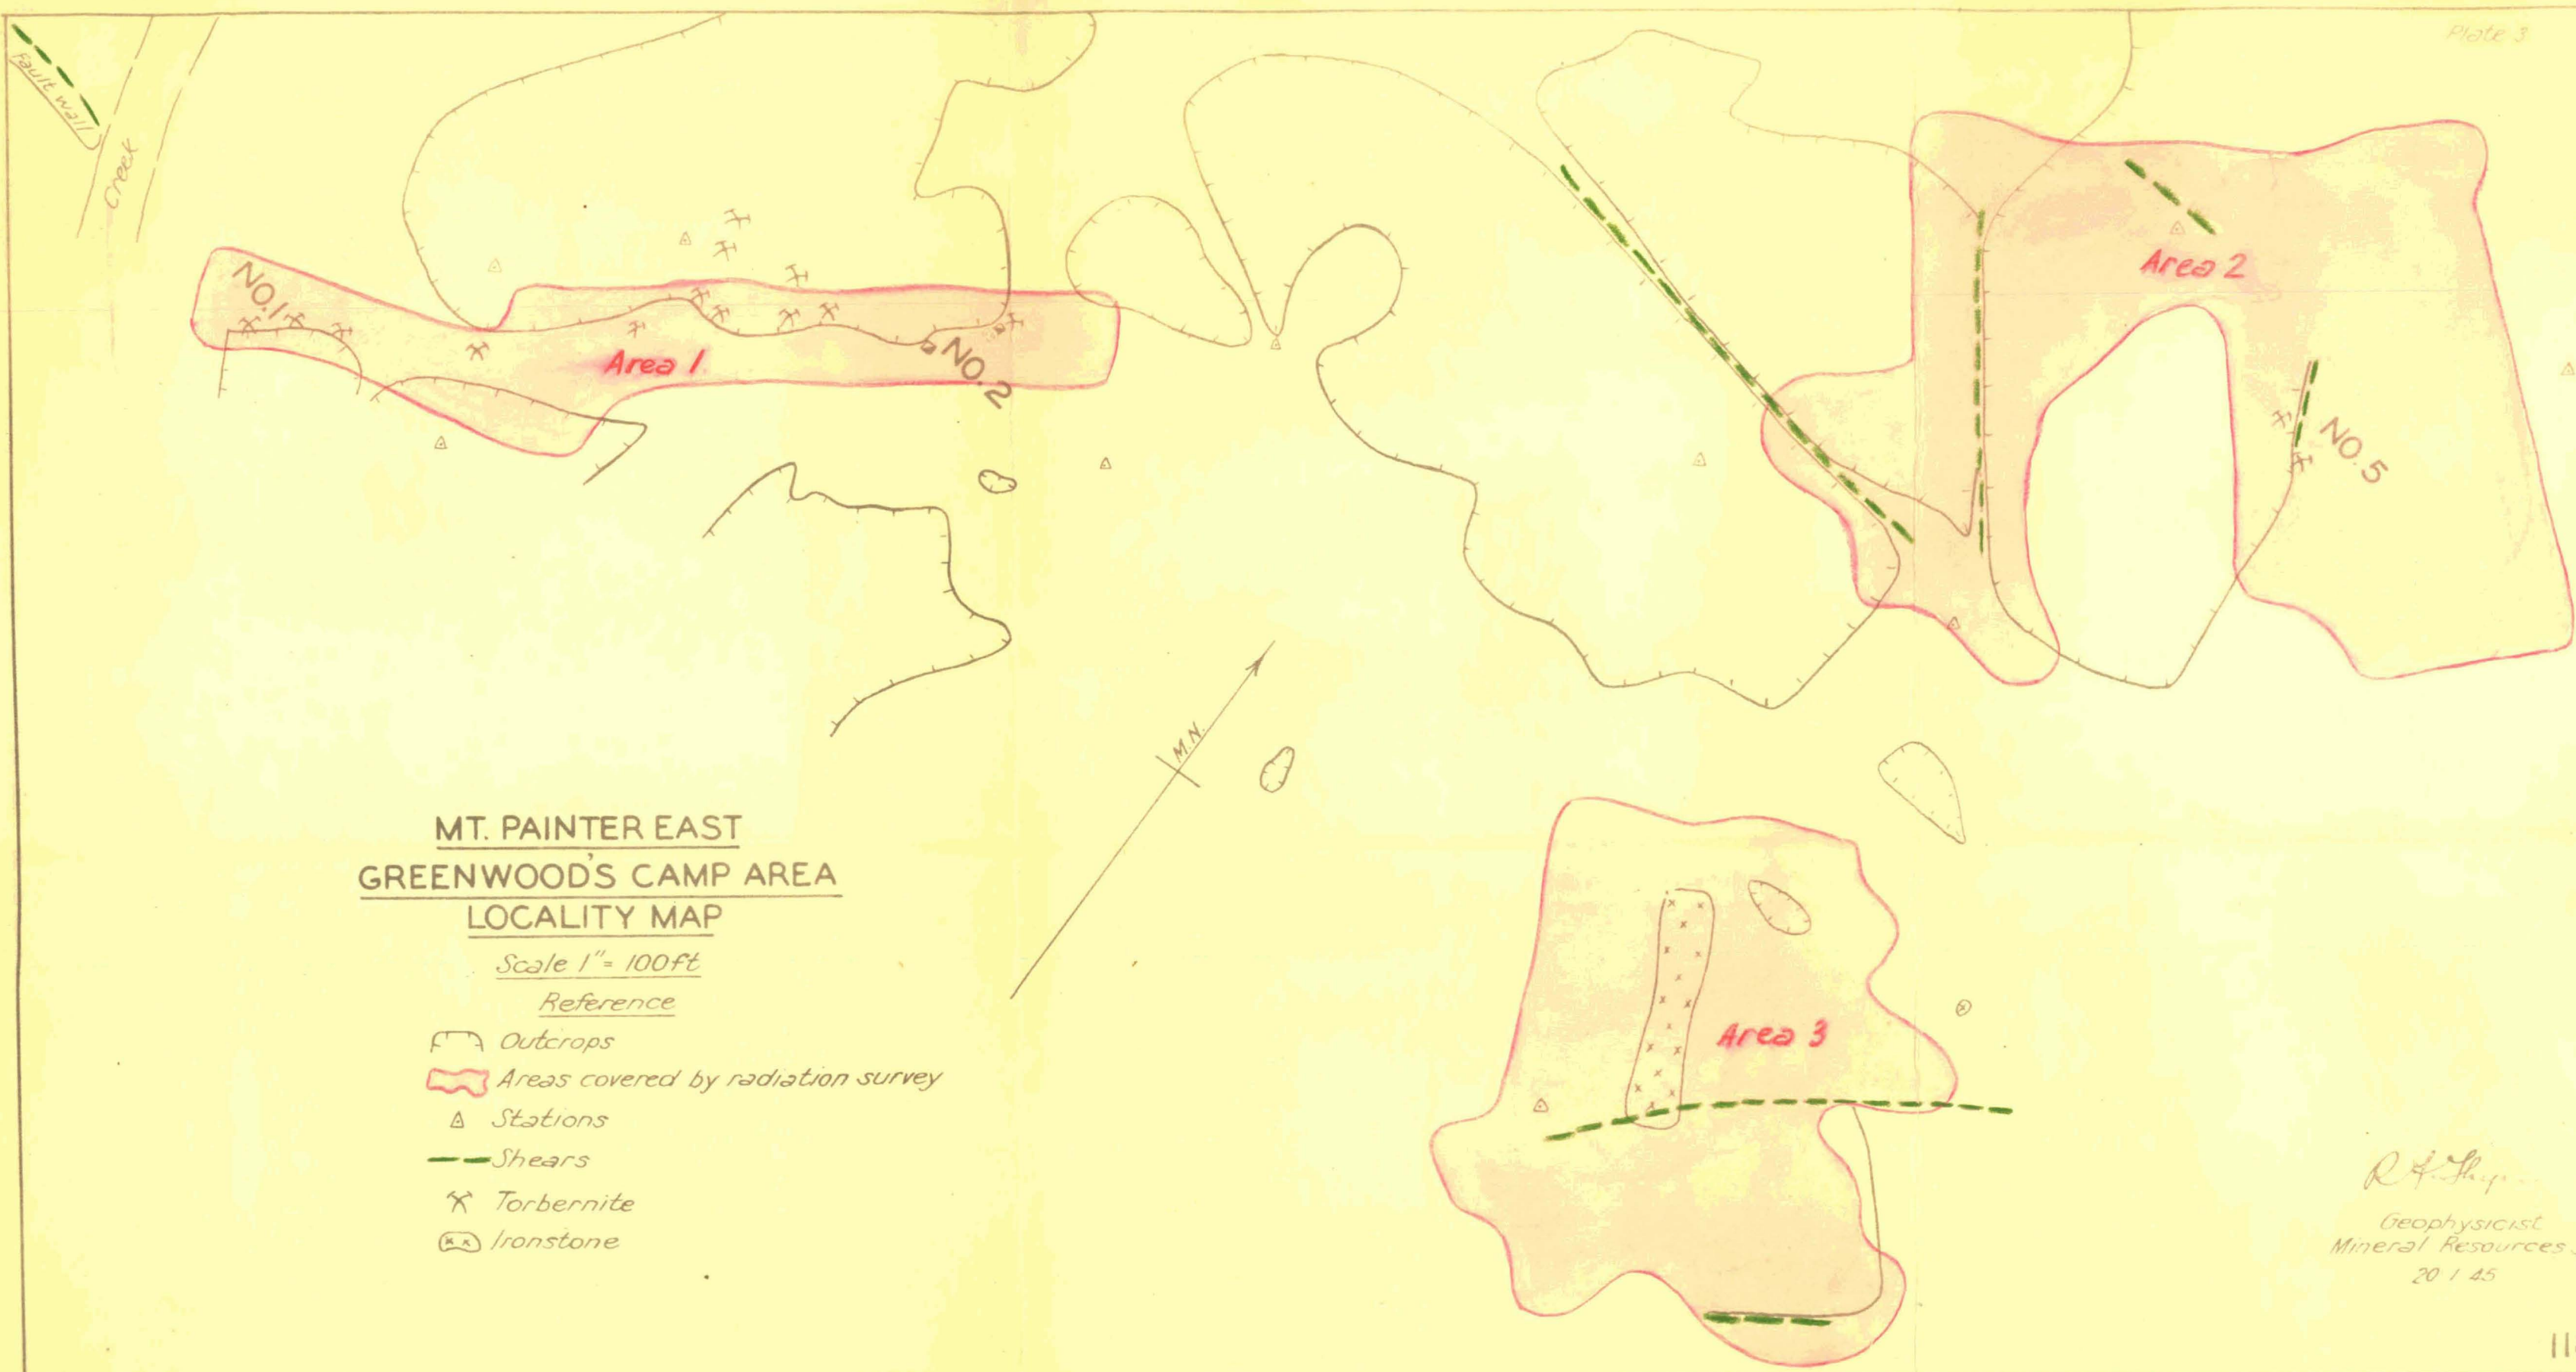 Plate 3
Fault wall
Creek
NO.1
Area 1
NO.2
Area 2
NO.5
M.N.
MT. PAINTER EAST
GREENWOOD'S CAMP AREA
LOCALITY MAP
Scale 1"= 100ft
Reference
Outcrops
Areas covered by radiation survey
Stations
Shears
Torbernite
Ironstone
Area 3
Geophysicist
Mineral Resources
20 1 45